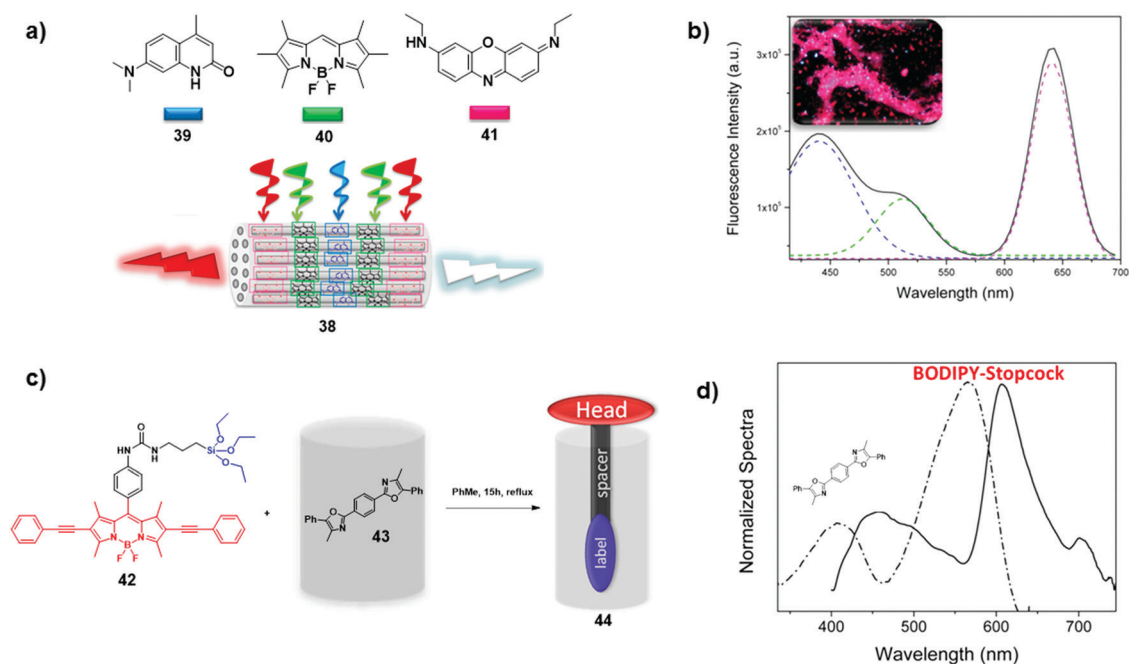 a)
N
N
H
O
39
N
N
B
F
F
40
HN
O
N
N
41
38
b)
Fluorescence Intensity (a.u.)
3x10⁵
2x10⁵
1x10⁵
450 500 550 600 650 700
Wavelength (nm)
c)
O
N
H
N
H
Si
O
O
O
N
N
B
F
F
42
+
N
O
Ph
Ph
O
N
43
PhMe, 15h, reflux
Head
spacer
label
44
d)
BODIPY-Stopcock
N
O
Ph
Ph
O
N
Normalized Spectra
400 500 600 700
Wavelength (nm)